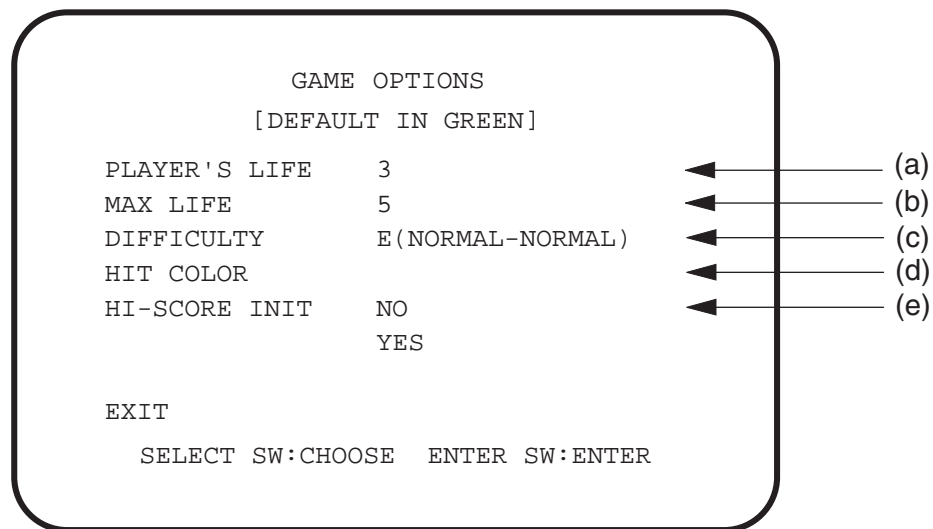 GAME OPTIONS
[DEFAULT IN GREEN]
PLAYER'S LIFE 3 (a)
MAX LIFE 5 (b)
DIFFICULTY E(NORMAL-NORMAL) (c)
HIT COLOR (d)
HI-SCORE INIT NO (e)
YES
EXIT
SELECT SW:CHOOSE ENTER SW:ENTER